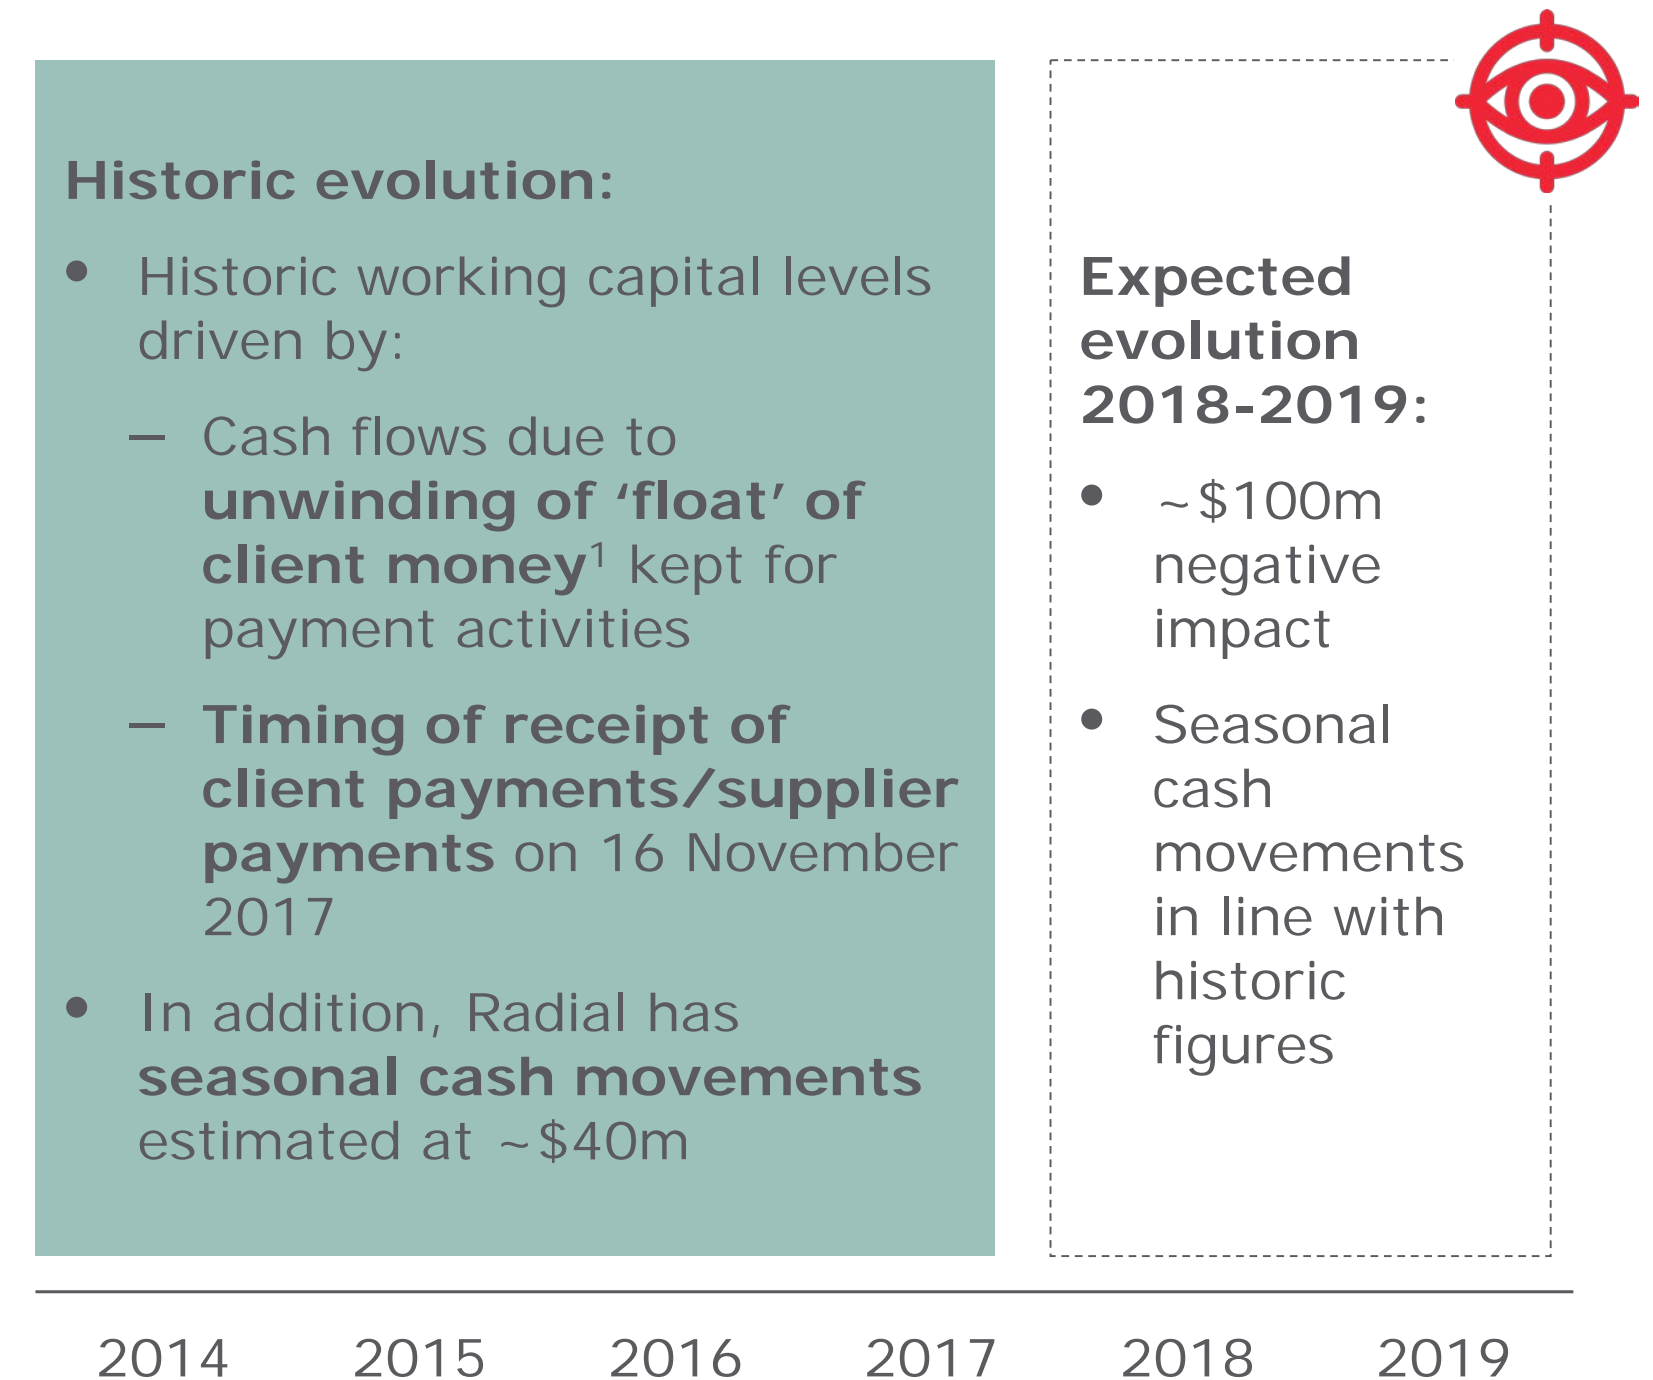 Historic evolution:
• Historic working capital levels
driven by:
– Cash flows due to
unwinding of ‘float’ of
client money¹ kept for
payment activities
– Timing of receipt of
client payments/supplier
payments on 16 November
2017
• In addition, Radial has
seasonal cash movements
estimated at ~$40m
Expected
evolution
2018-2019:
• ~$100m
negative
impact
• Seasonal
cash
movements
in line with
historic
figures
2014 2015 2016 2017 2018 2019